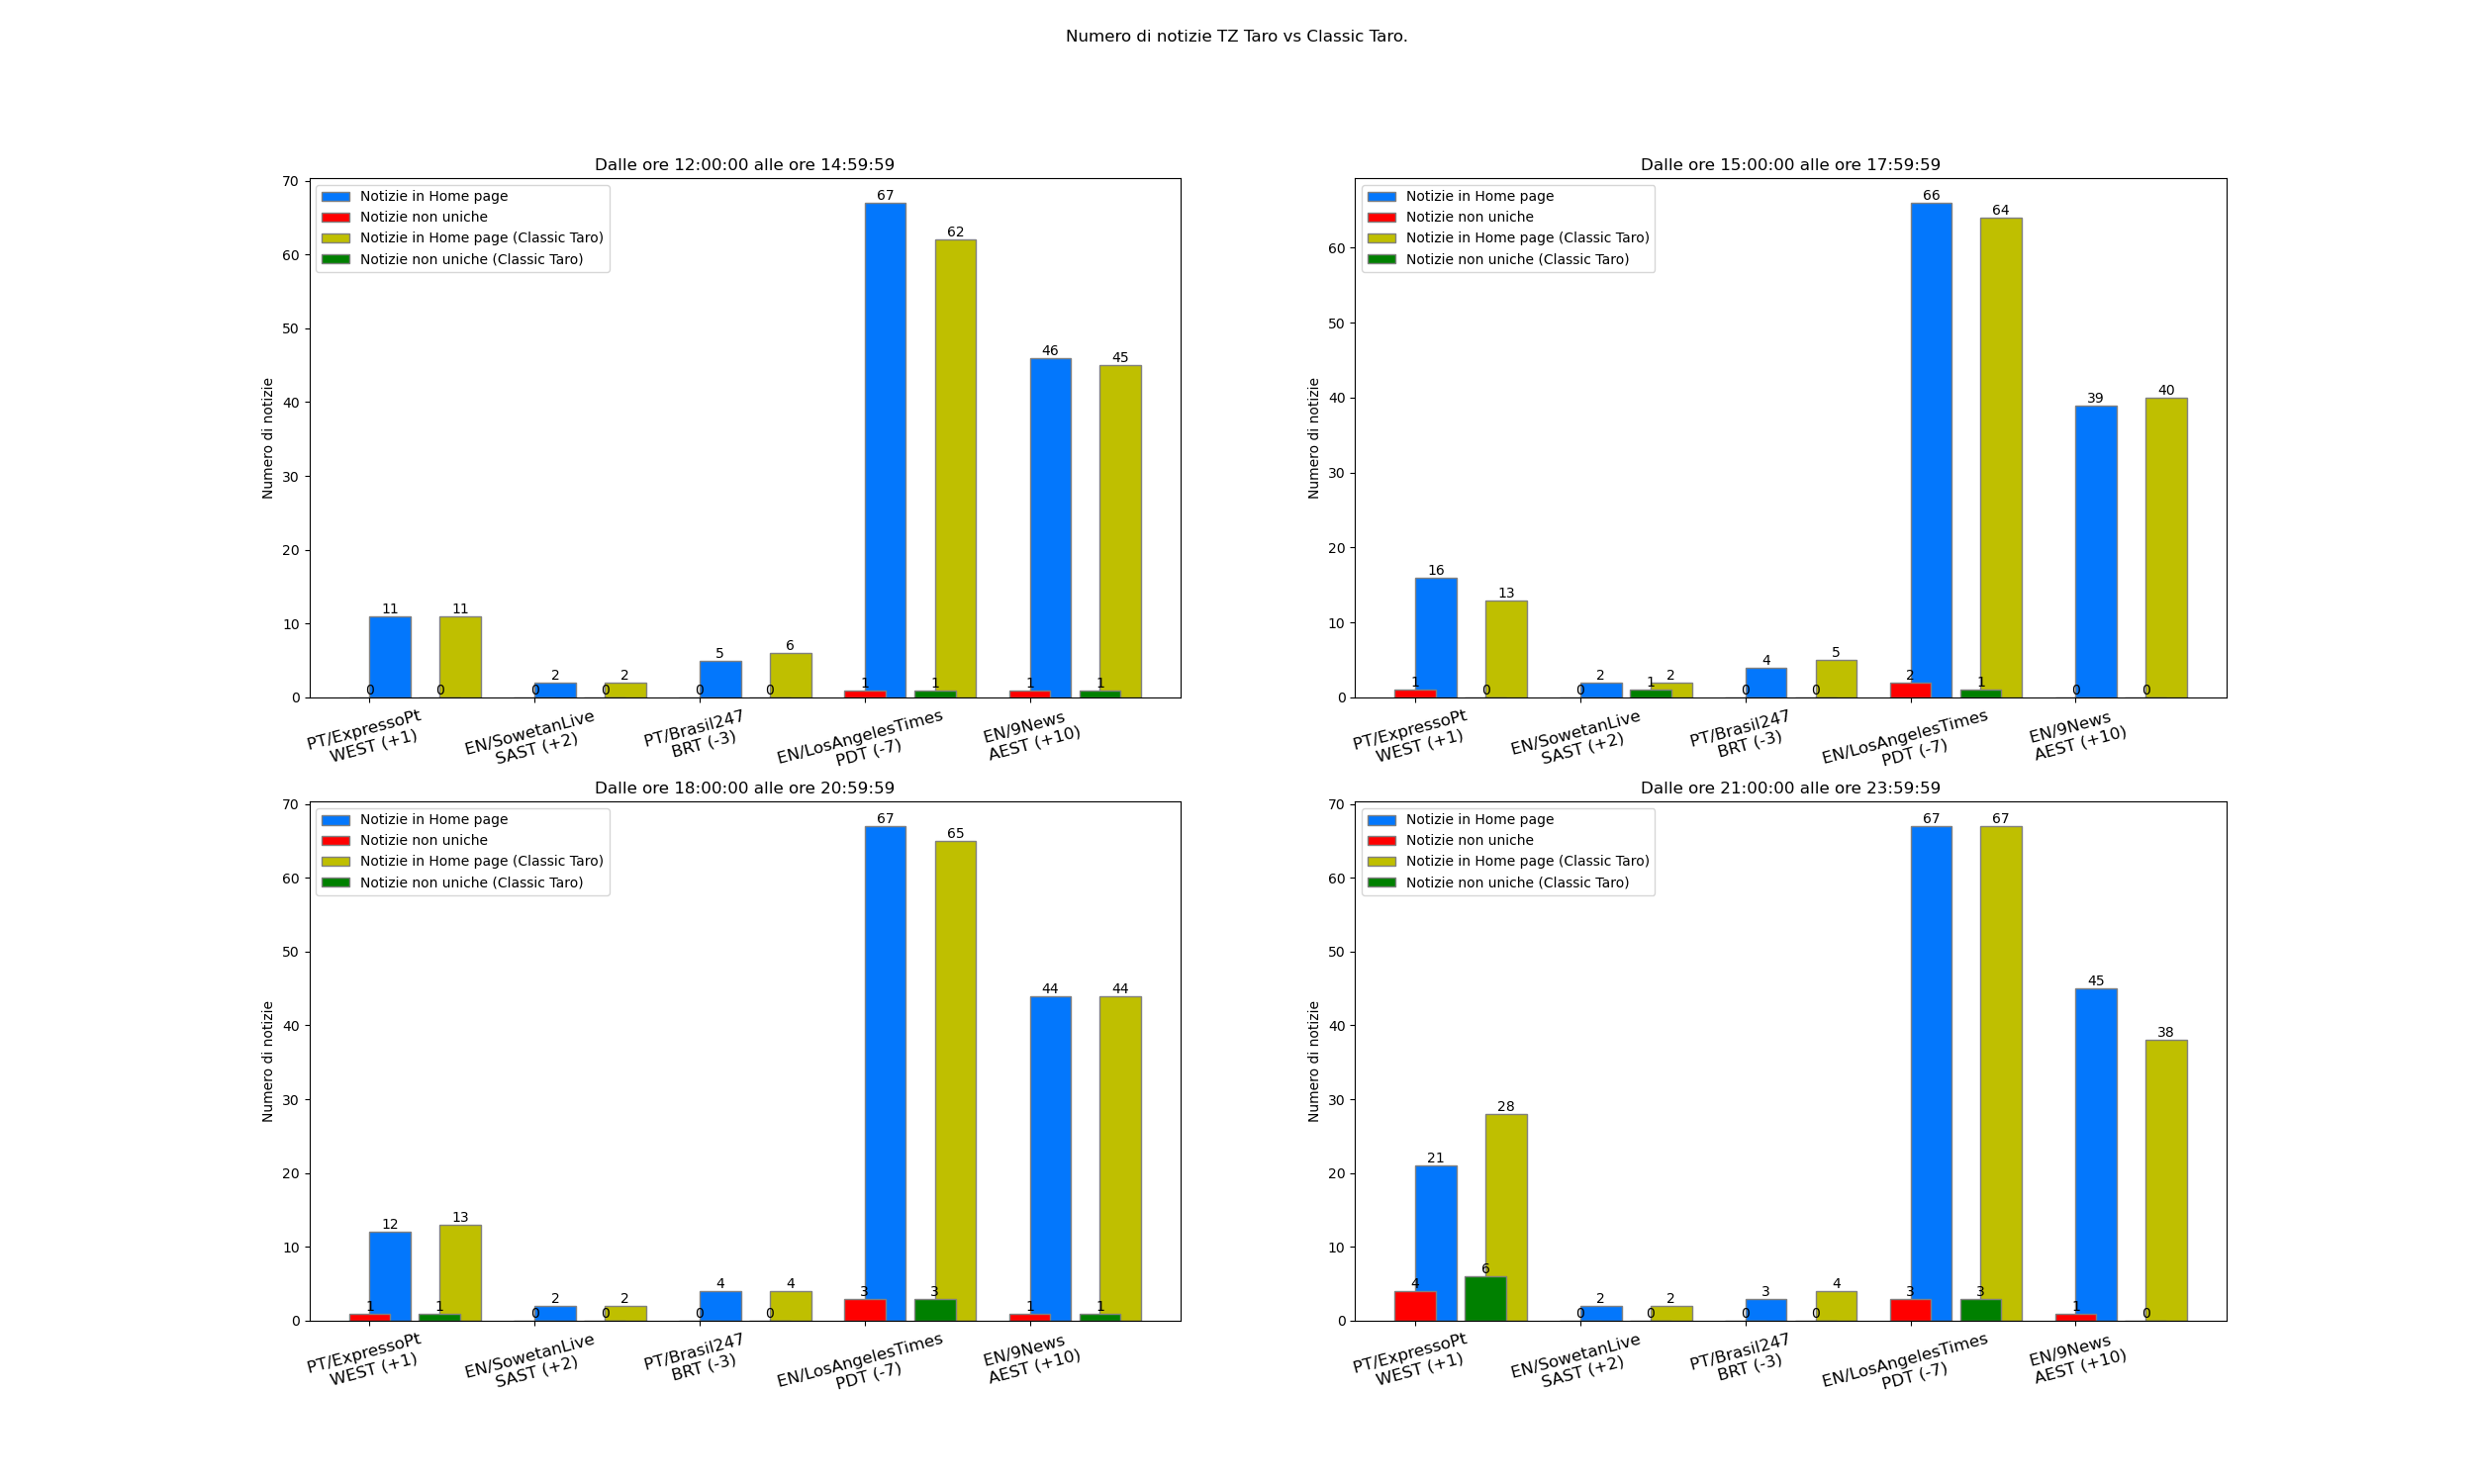 Numero di notizie TZ Taro vs Classic Taro.
Dalle ore 12:00:00 alle ore 14:59:59
Notizie in Home page
Notizie non uniche
Notizie in Home page (Classic Taro)
Notizie non uniche (Classic Taro)
Numero di notizie
70
60
50
40
30
20
10
0
11 11 2 2 5 6 67 62 46 45
0 0 0 0 0 0 1 1 1 1
PT/ExpressoPt
WEST (+1)
EN/SowetanLive
SAST (+2)
PT/Brasil247
BRT (-3)
EN/LosAngelesTimes
PDT (-7)
EN/9News
AEST (+10)
Dalle ore 15:00:00 alle ore 17:59:59
Notizie in Home page
Notizie non uniche
Notizie in Home page (Classic Taro)
Notizie non uniche (Classic Taro)
Numero di notizie
60
50
40
30
20
10
0
16 13 2 2 4 5 66 64 39 40
1 0 0 1 0 0 2 1 0 0
PT/ExpressoPt
WEST (+1)
EN/SowetanLive
SAST (+2)
PT/Brasil247
BRT (-3)
EN/LosAngelesTimes
PDT (-7)
EN/9News
AEST (+10)
Dalle ore 18:00:00 alle ore 20:59:59
Notizie in Home page
Notizie non uniche
Notizie in Home page (Classic Taro)
Notizie non uniche (Classic Taro)
Numero di notizie
70
60
50
40
30
20
10
0
12 13 2 2 4 4 67 65 44 44
1 1 0 0 0 0 3 3 1 1
PT/ExpressoPt
WEST (+1)
EN/SowetanLive
SAST (+2)
PT/Brasil247
BRT (-3)
EN/LosAngelesTimes
PDT (-7)
EN/9News
AEST (+10)
Dalle ore 21:00:00 alle ore 23:59:59
Notizie in Home page
Notizie non uniche
Notizie in Home page (Classic Taro)
Notizie non uniche (Classic Taro)
Numero di notizie
70
60
50
40
30
20
10
0
21 28 2 2 3 4 67 67 45 38
4 6 0 0 0 0 3 3 1 0
PT/ExpressoPt
WEST (+1)
EN/SowetanLive
SAST (+2)
PT/Brasil247
BRT (-3)
EN/LosAngelesTimes
PDT (-7)
EN/9News
AEST (+10)